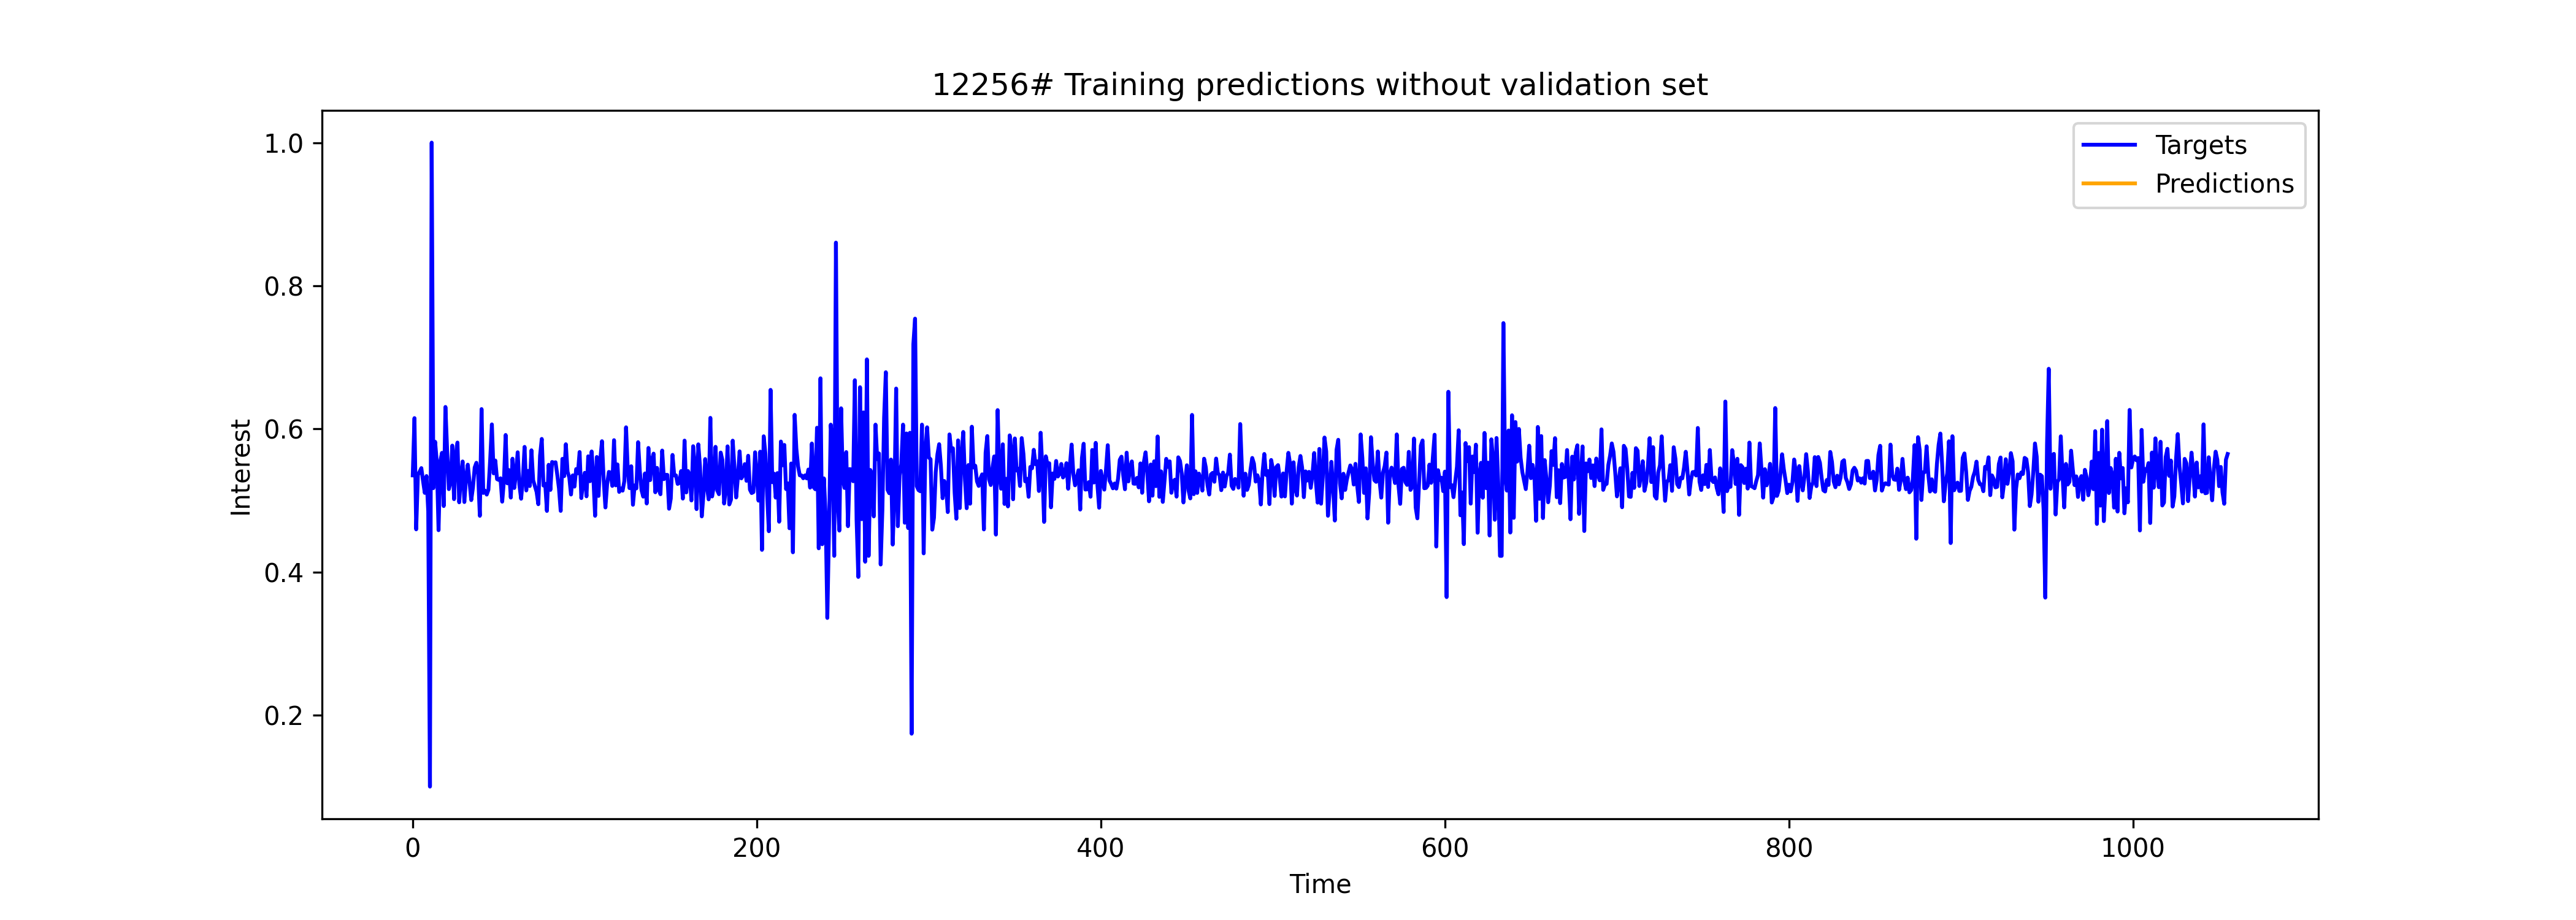 12256# Training predictions without validation set
Targets
Predictions
1.0
0.8
0.6
0.4
0.2
Interest
0
200
400
600
800
1000
Time